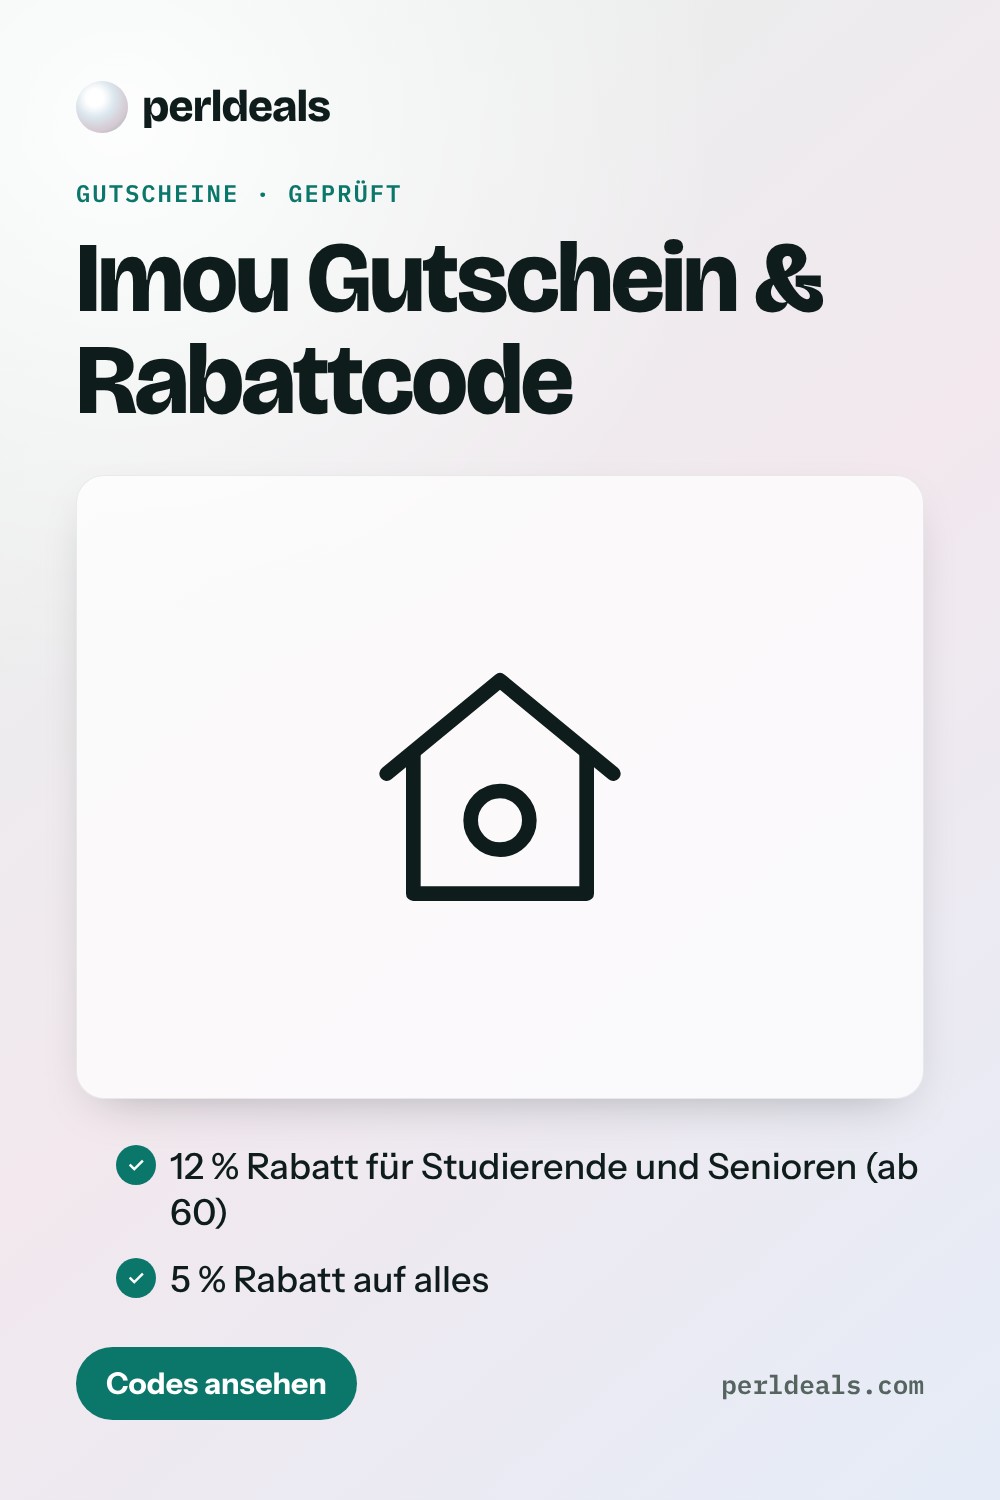 perldeals
GUTSCHEINE · GEPRÜFT
Imou Gutschein &
Rabattcode
12 % Rabatt für Studierende und Senioren (ab
60)
5 % Rabatt auf alles
Codes ansehen
perldeals.com